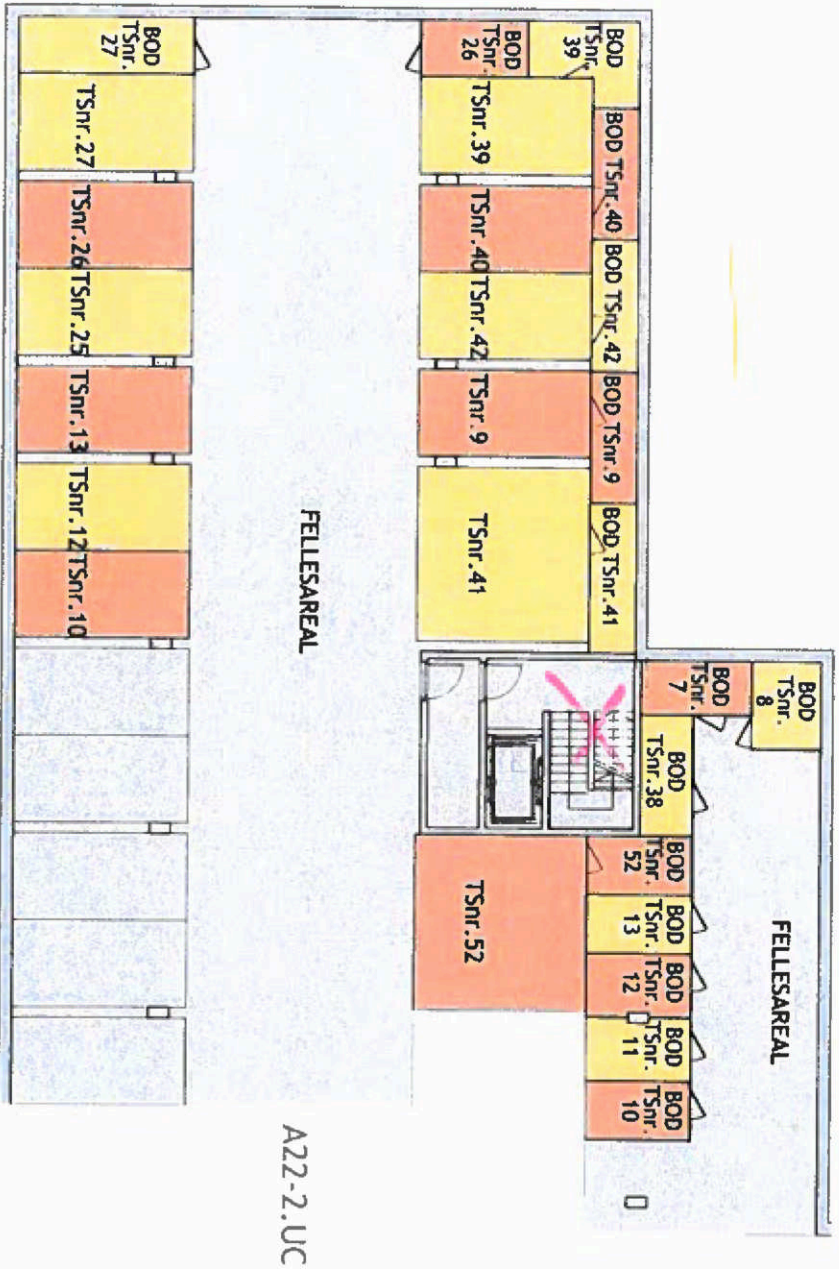 BOD
TSnr.
27
BOD
TSnr.
26
BOD
TSnr.
39
TSnr.27
TSnr.39
BOD TSnr.40
TSnr.26
TSnr.40
TSnr.25
TSnr.42
BOD TSnr.42
TSnr.13
TSnr.9
BOD TSnr.9
TSnr.12
TSnr.41
BOD TSnr.41
TSnr.10
FELLESAREAL
BOD
TSnr.
7
BOD
TSnr.
8
BOD
TSnr.38
BOD
TSnr.
52
TSnr.52
BOD
TSnr.
13
BOD
TSnr.
12
BOD
TSnr.
11
BOD
TSnr.
10
FELLESAREAL
A22-2.UC